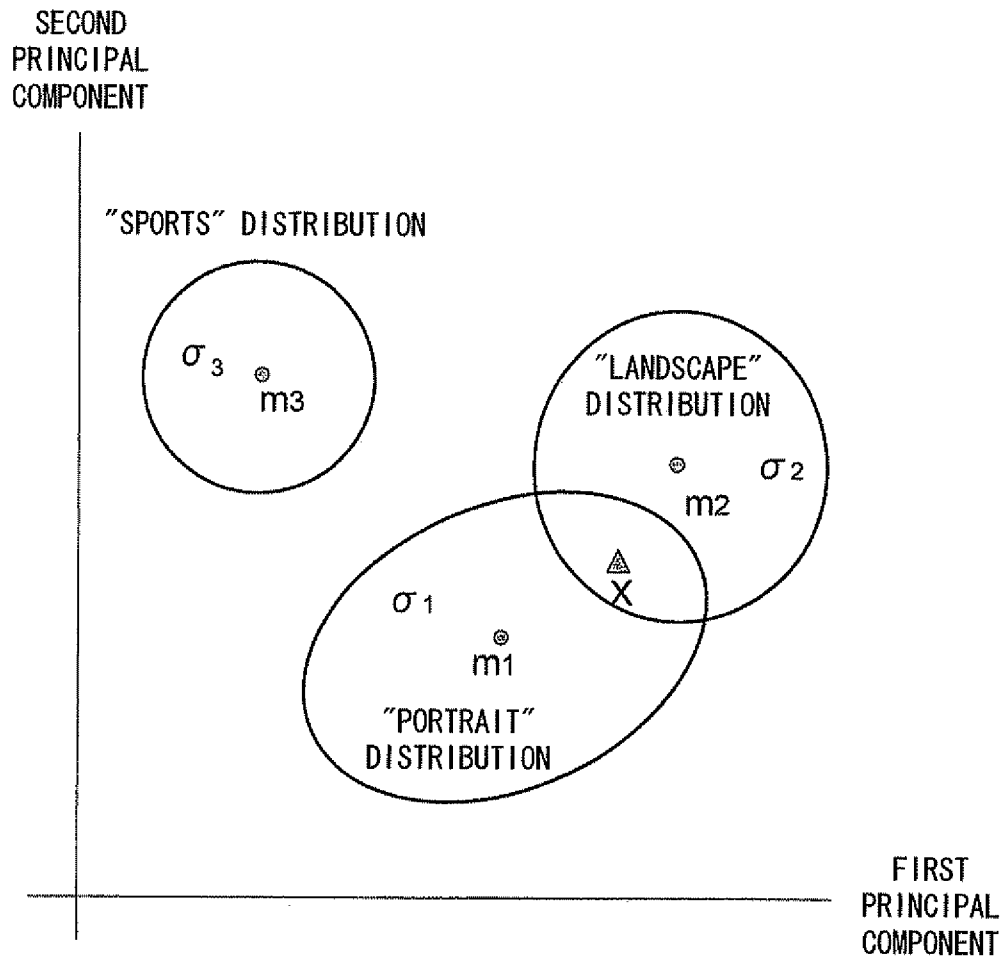 SECOND
PRINCIPAL
COMPONENT
"SPORTS" DISTRIBUTION
σ3
m3
"LANDSCAPE"
DISTRIBUTION
σ2
m2
X
σ1
m1
"PORTRAIT"
DISTRIBUTION
FIRST
PRINCIPAL
COMPONENT